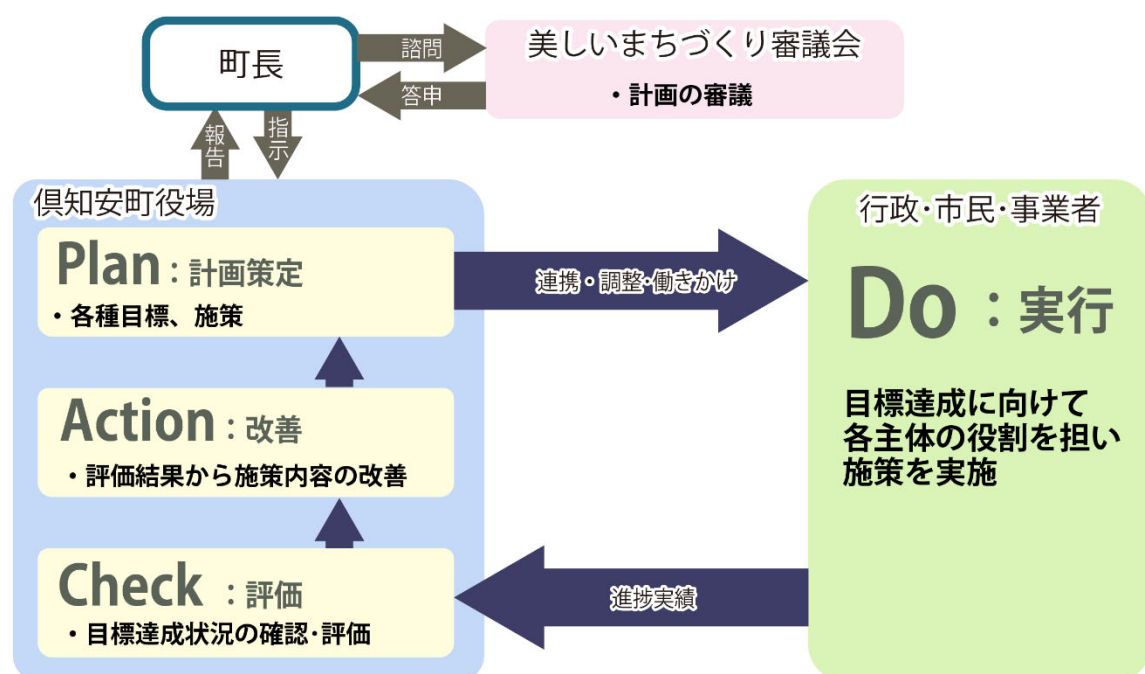 町長
諮問
答申
美しいまちづくり審議会
・計画の審議
報告
指示
倶知安町役場
Plan：計画策定
・各種目標、施策
Action：改善
・評価結果から施策内容の改善
Check：評価
・目標達成状況の確認･評価
連携・調整・働きかけ
進捗実績
行政･市民･事業者
Do：実行
目標達成に向けて
各主体の役割を担い
施策を実施